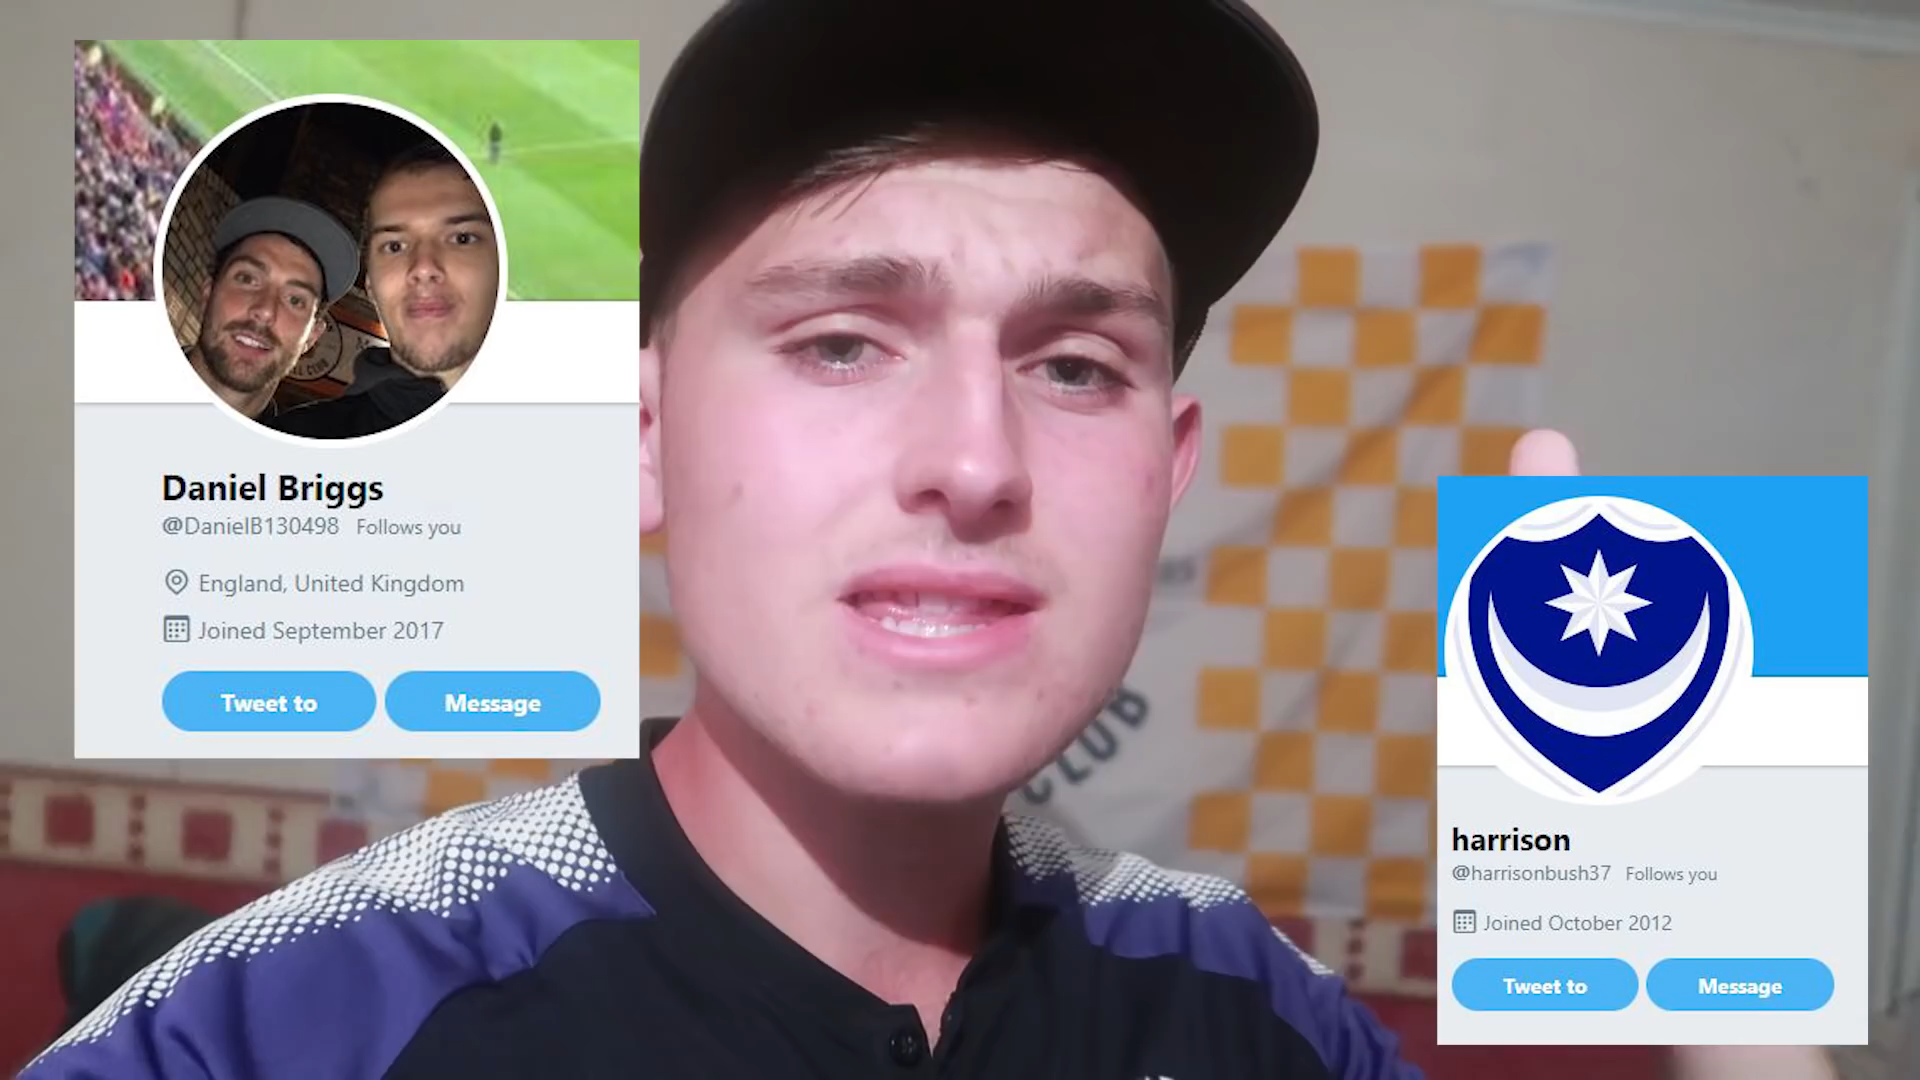 Daniel Briggs
@DanielB130498 Follows you
England, United Kingdom
Joined September 2017
Tweet to Message
CLUB
harrison
@harrisonbush37 Follows you
Joined October 2012
Tweet to Message